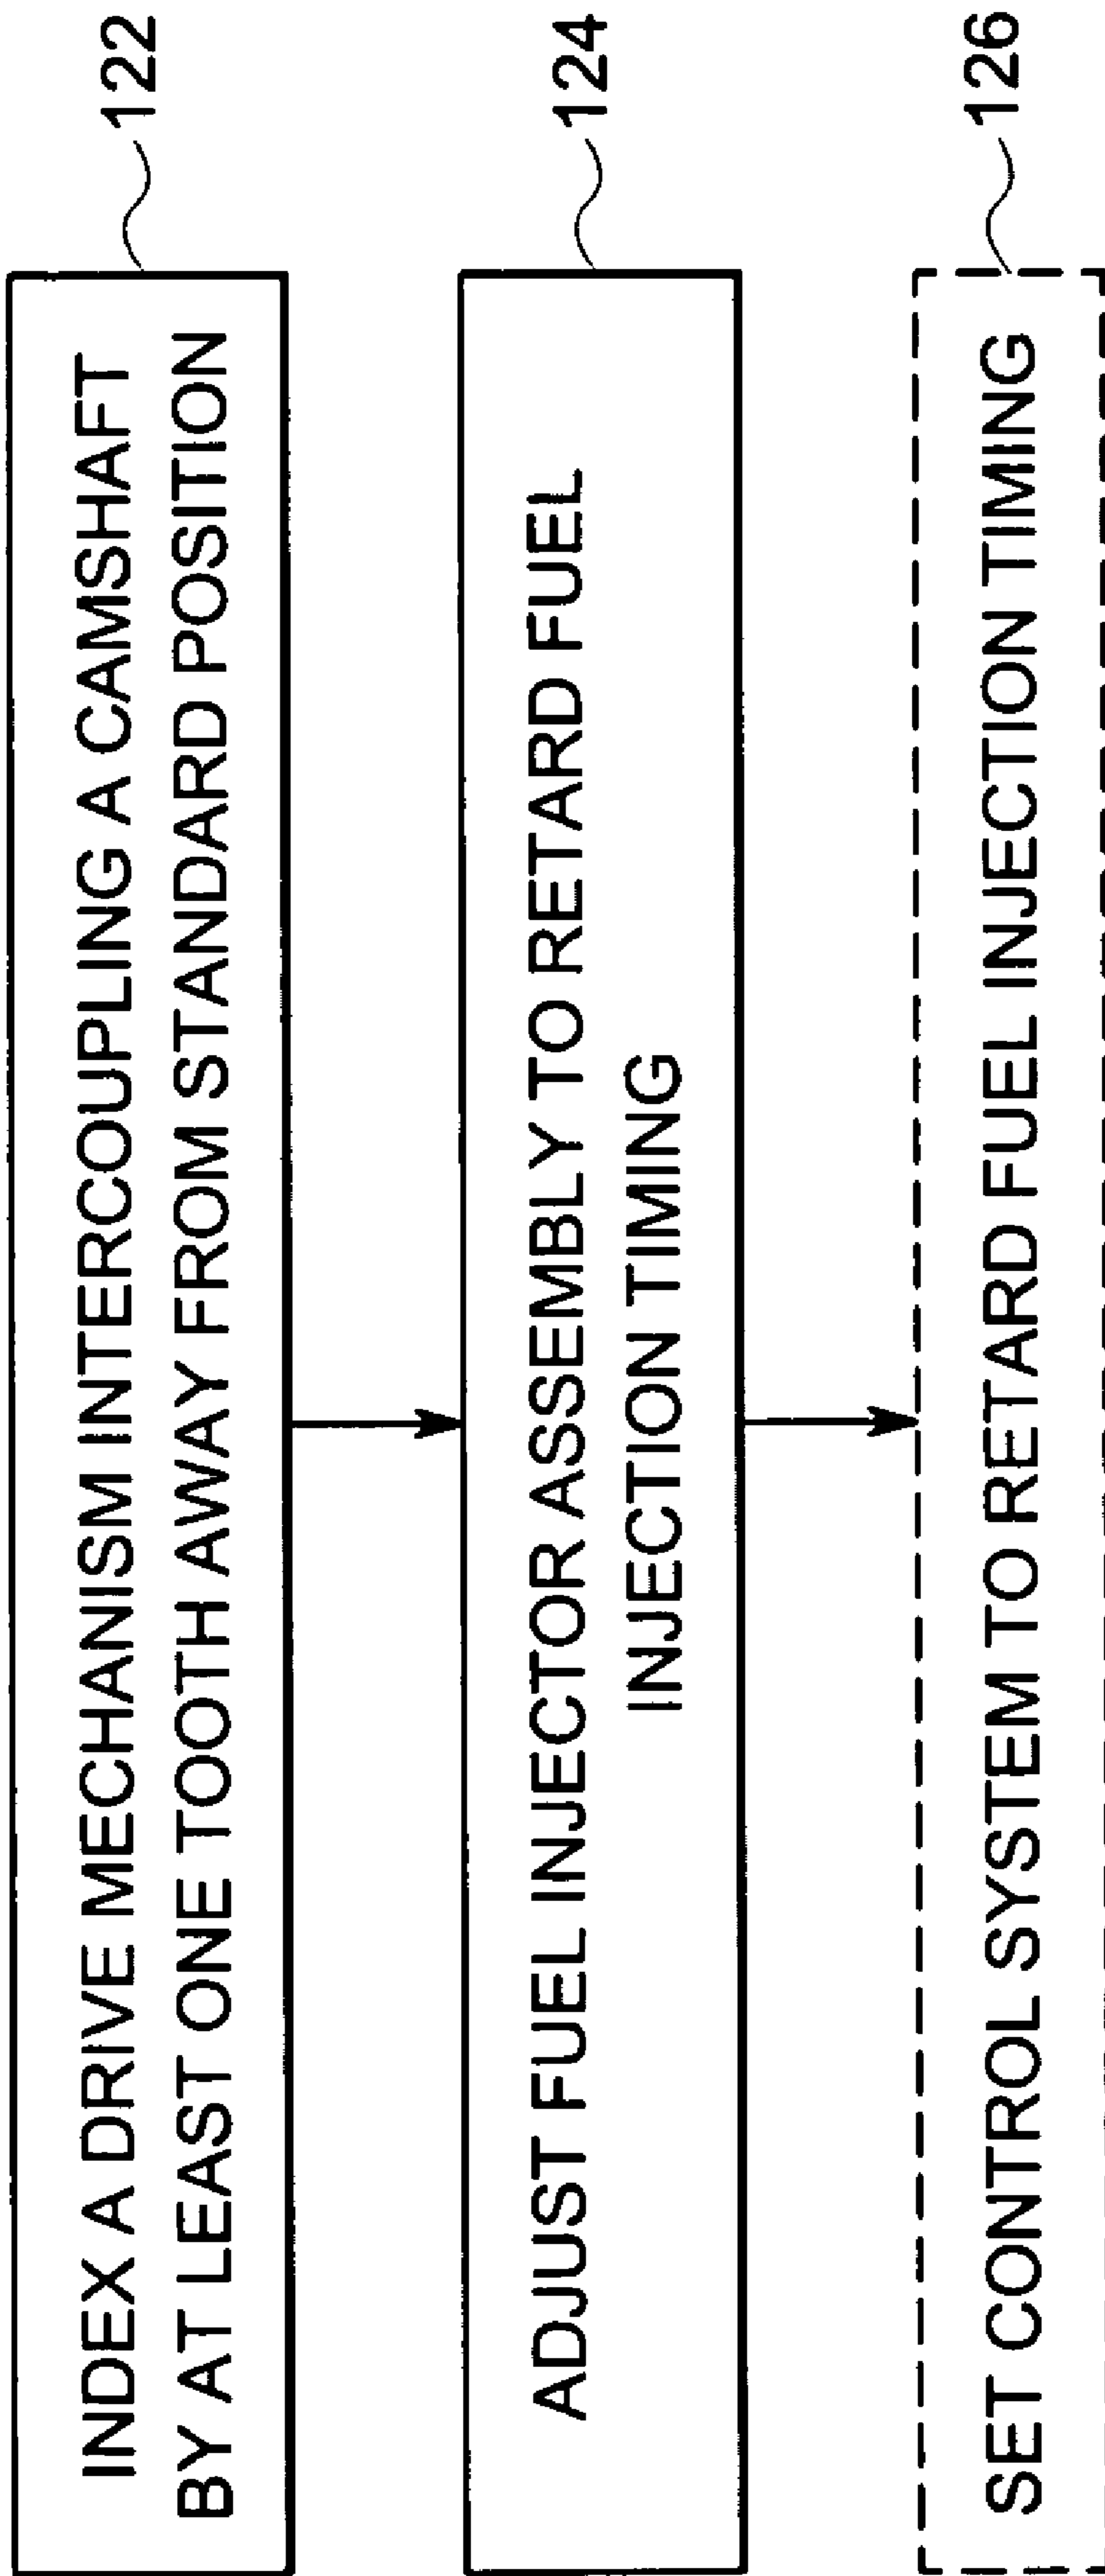 INDEX A DRIVE MECHANISM INTERCOUPLING A CAMSHAFT
BY AT LEAST ONE TOOTH AWAY FROM STANDARD POSITION
122
ADJUST FUEL INJECTOR ASSEMBLY TO RETARD FUEL
INJECTION TIMING
124
SET CONTROL SYSTEM TO RETARD FUEL INJECTION TIMING
126